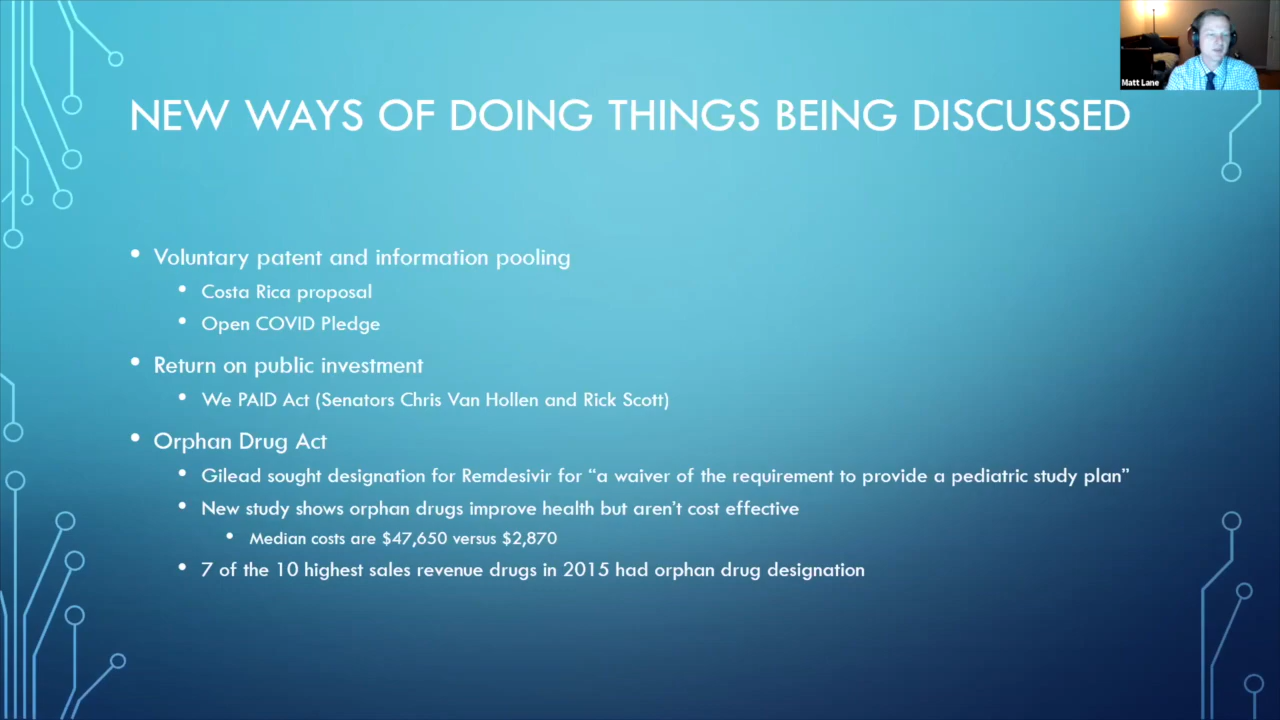 Matt Lane
NEW WAYS OF DOING THINGS BEING DISCUSSED
• Voluntary patent and information pooling
• Costa Rica proposal
• Open COVID Pledge
• Return on public investment
• We PAID Act (Senators Chris Van Hollen and Rick Scott)
• Orphan Drug Act
• Gilead sought designation for Remdesivir for “a waiver of the requirement to provide a pediatric study plan”
• New study shows orphan drugs improve health but aren’t cost effective
• Median costs are $47,650 versus $2,870
• 7 of the 10 highest sales revenue drugs in 2015 had orphan drug designation